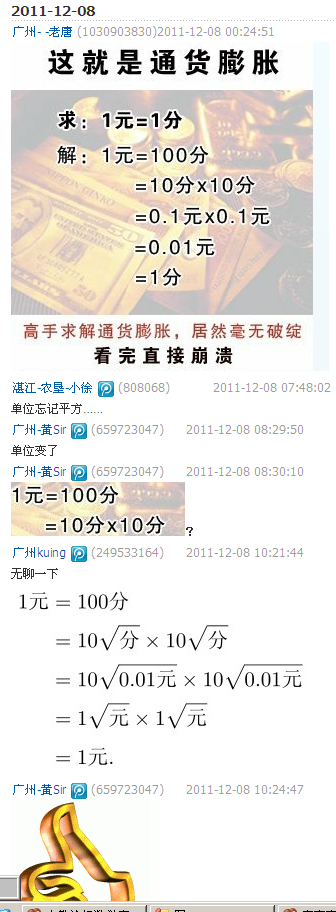 2011-12-08
广州- -老唐 (1030903830)2011-12-08 00:24:51
这就是通货膨胀
求：1元=1分
解：1元=100分
=10分x10分
=0.1元x0.1元
=0.01元
=1分
高手求解通货膨胀，居然毫无破绽
看完直接崩溃
湛江-农垦-小徐 (808068) 2011-12-08 07:48:02
单位忘记平方......
广州-黄Sir (659723047) 2011-12-08 08:29:50
单位变了
广州-黄Sir (659723047) 2011-12-08 08:30:10
1元=100分
=10分x10分 ?
广州kuing (249533164) 2011-12-08 10:21:44
无聊一下
1元 = 100分
= 10√分 × 10√分
= 10√0.01元 × 10√0.01元
= 1√元 × 1√元
= 1元.
广州-黄Sir (659723047) 2011-12-08 10:24:47